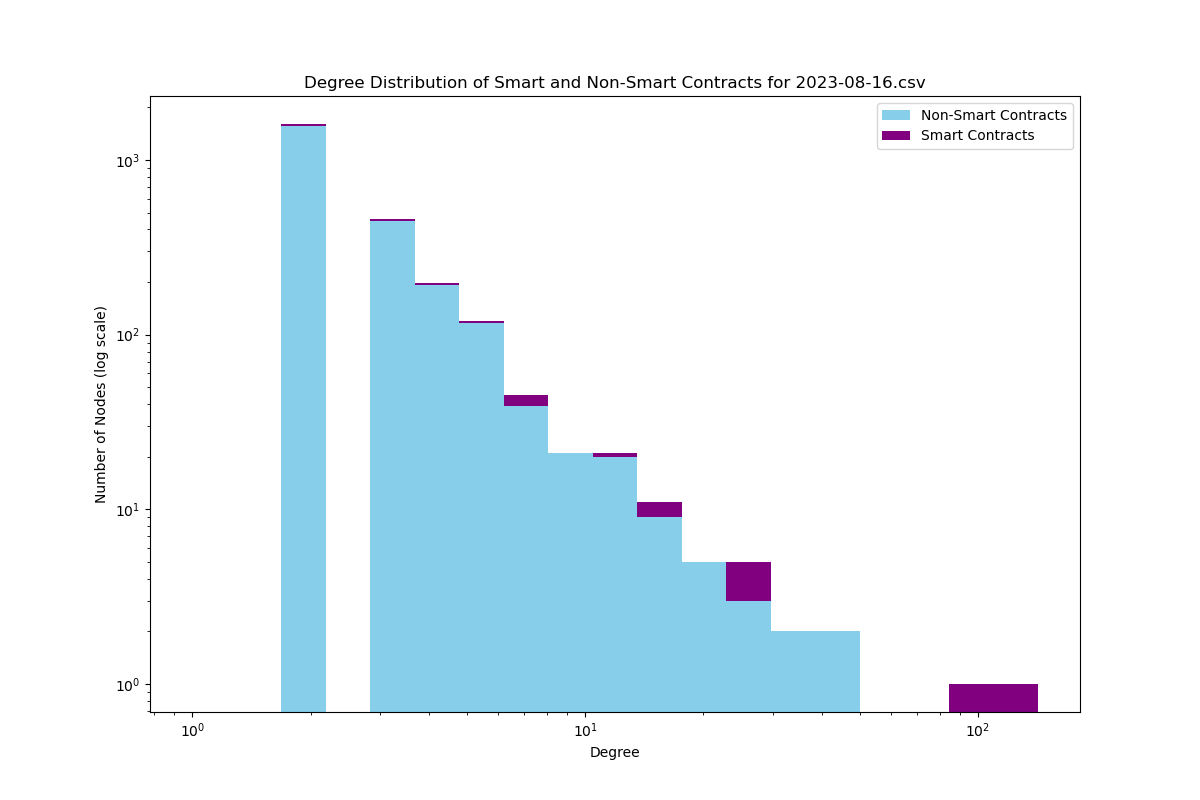 Degree Distribution of Smart and Non-Smart Contracts for 2023-08-16.csv
Non-Smart Contracts
Smart Contracts
Number of Nodes (log scale)
10³
10²
10¹
10⁰
10⁰ 10¹ 10²
Degree